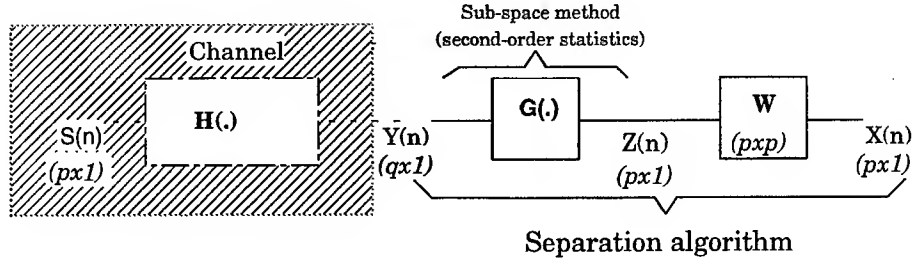 Sub-space method
(second-order statistics)
Channel
H(.)
G(.)
W
(pxp)
S(n)
(px1)
Y(n)
(qx1)
Z(n)
(px1)
X(n)
(px1)
Separation algorithm